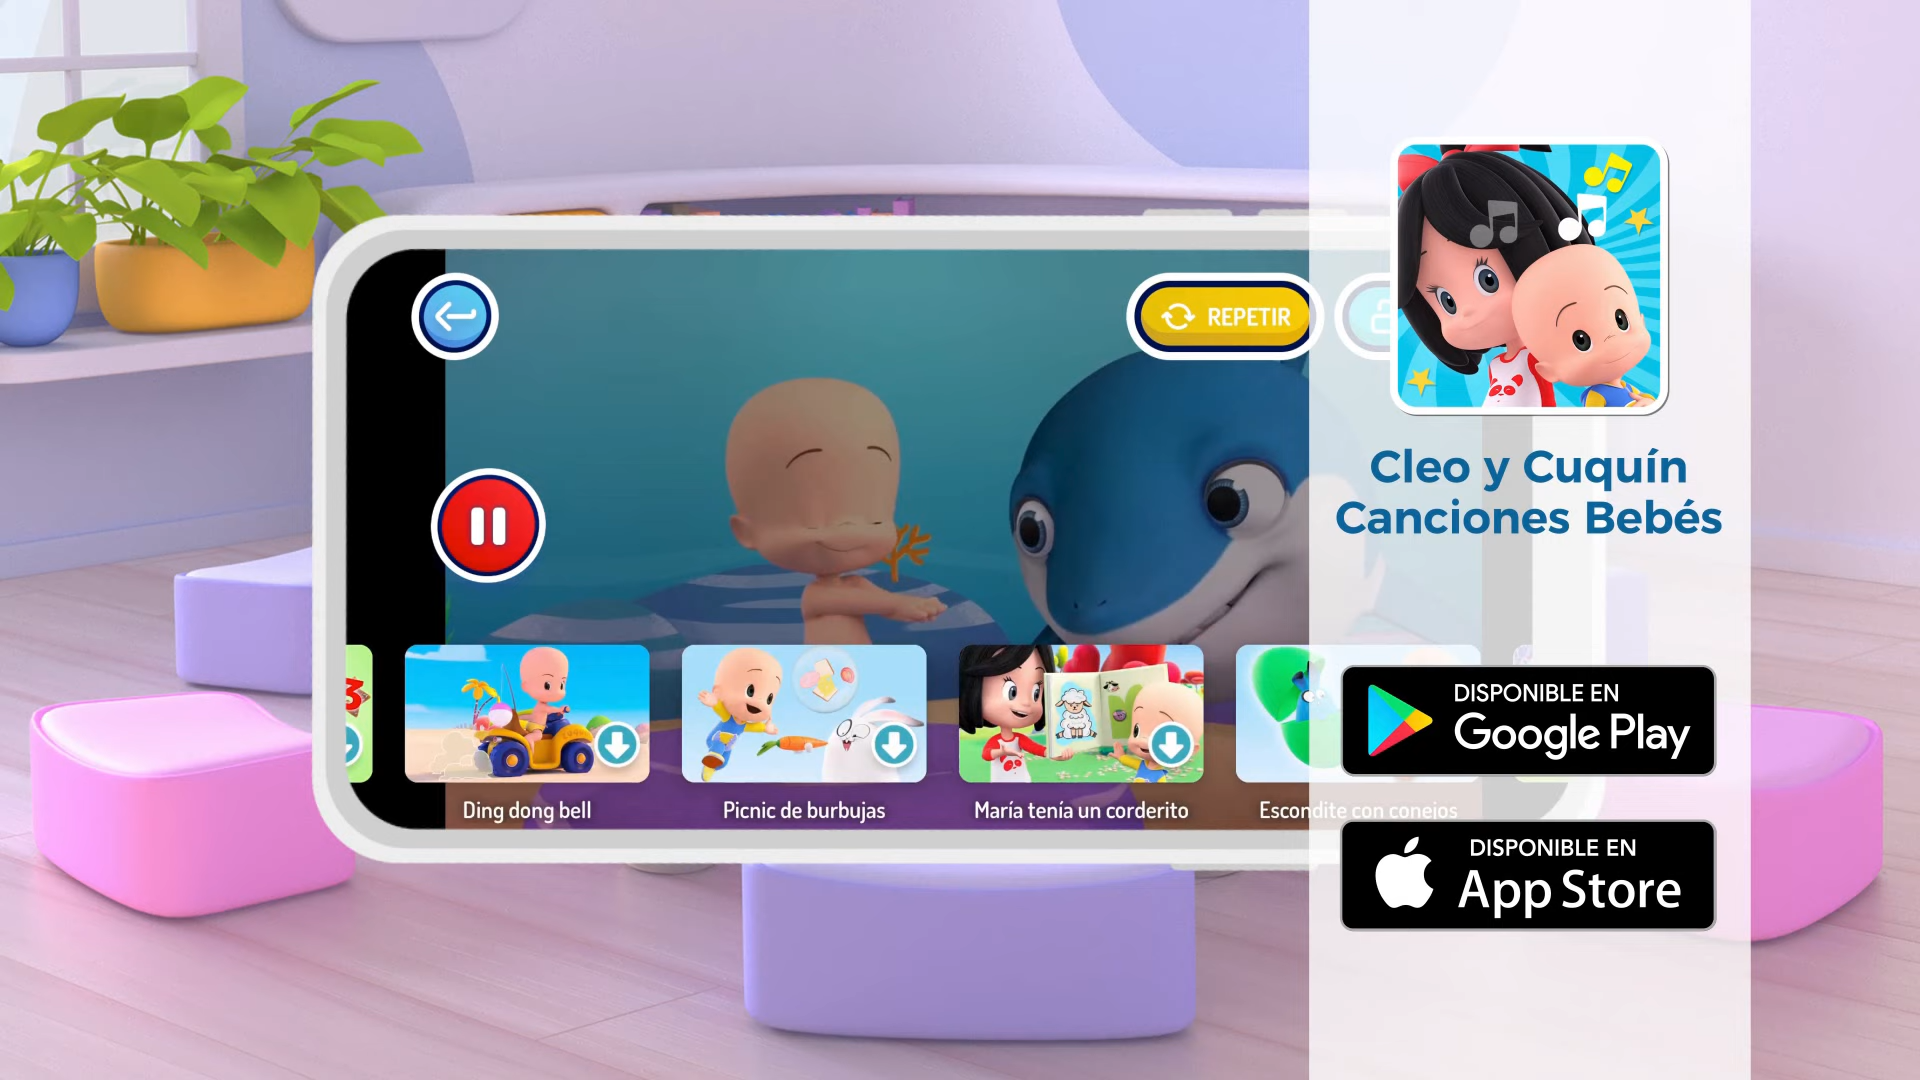 REPETIR
3
Ding dong bell
Picnic de burbujas
María tenía un corderito
Escondite con conejos
Cleo y Cuquín
Canciones Bebés
DISPONIBLE EN
Google Play
DISPONIBLE EN
App Store